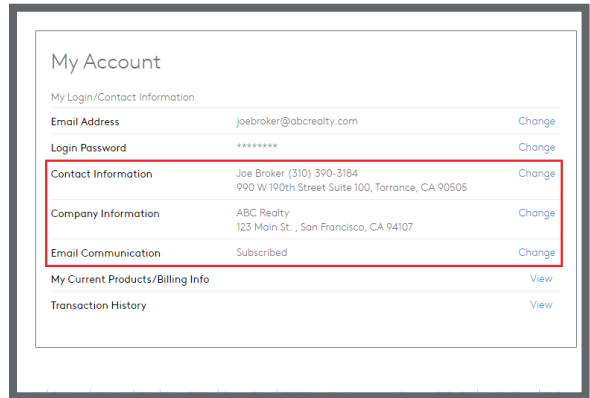 My Account
My Login/Contact Information
Email Address joebroker@abcrealty.com Change
Login Password ******** Change
Contact Information Joe Broker (310) 390-3184 Change
990 W 190th Street Suite 100, Torrance, CA 90505
Company Information ABC Realty Change
123 Main St. , San Francisco, CA 94107
Email Communication Subscribed Change
My Current Products/Billing Info View
Transaction History View